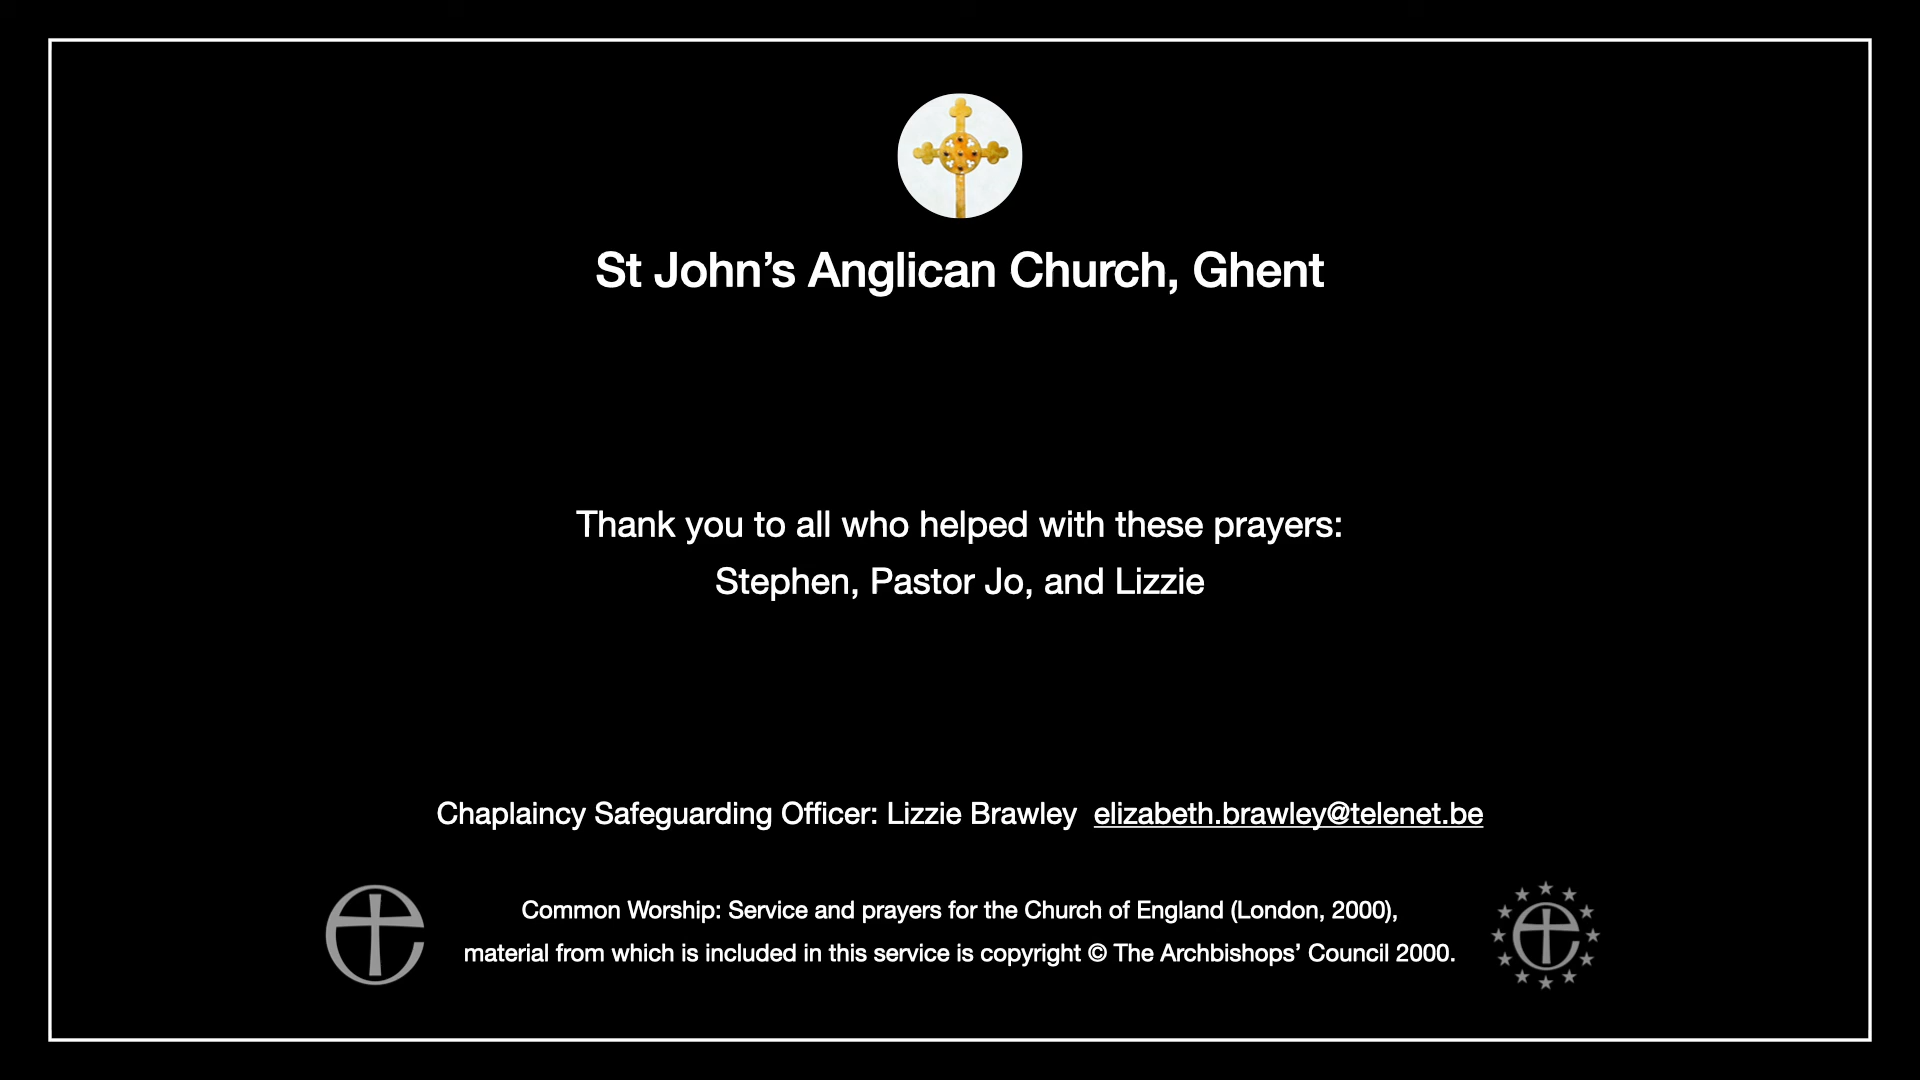 St John’s Anglican Church, Ghent
Thank you to all who helped with these prayers:
Stephen, Pastor Jo, and Lizzie
Chaplaincy Safeguarding Officer: Lizzie Brawley elizabeth.brawley@telenet.be
Common Worship: Service and prayers for the Church of England (London, 2000),
material from which is included in this service is copyright © The Archbishops’ Council 2000.